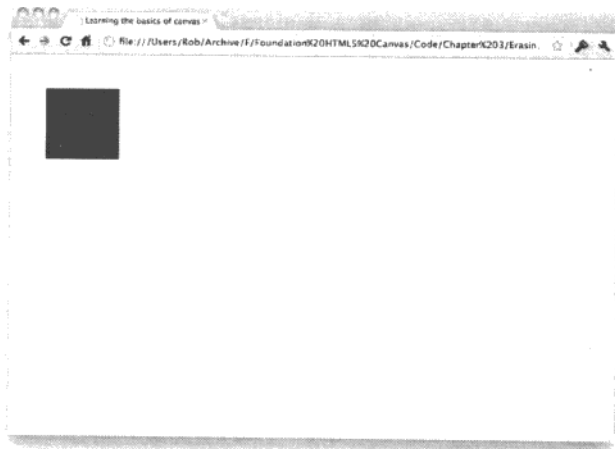 Learning the basics of canvas ×
file:///Users/Rob/Archive/F/Foundation%20HTML5%20Canvas/Code/Chapter%203/Erasin